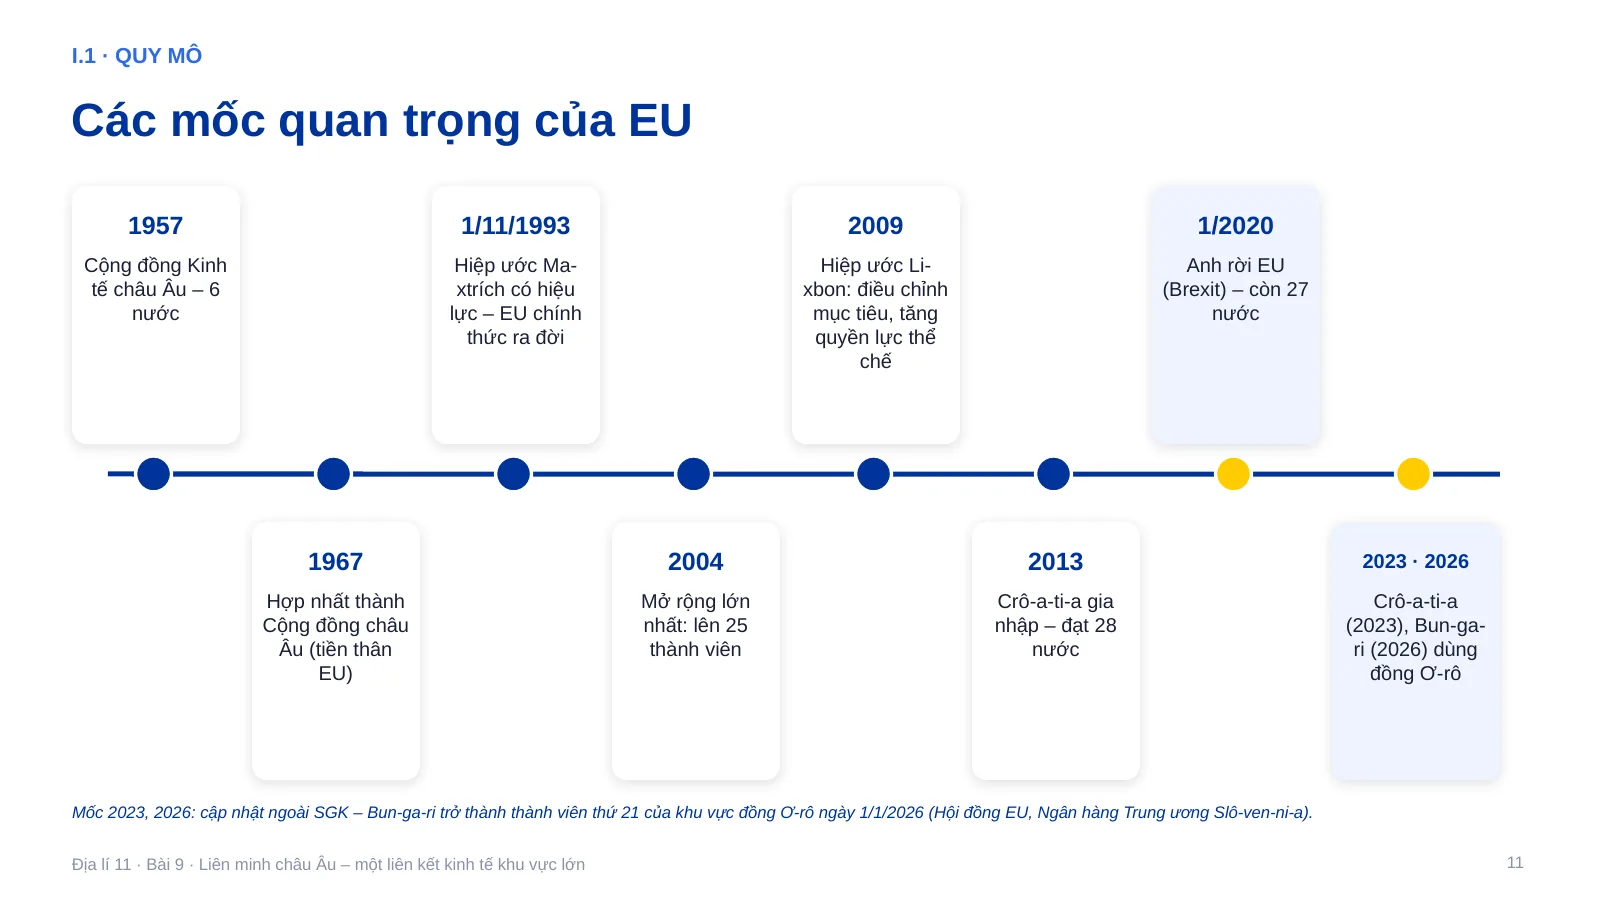 I.1 · QUY MÔ
Các mốc quan trọng của EU
1957
Cộng đồng Kinh
tế châu Âu – 6
nước
1/11/1993
Hiệp ước Ma-
xtrích có hiệu
lực – EU chính
thức ra đời
2009
Hiệp ước Li-
xbon: điều chỉnh
mục tiêu, tăng
quyền lực thể
chế
1/2020
Anh rời EU
(Brexit) – còn 27
nước
1967
Hợp nhất thành
Cộng đồng châu
Âu (tiền thân
EU)
2004
Mở rộng lớn
nhất: lên 25
thành viên
2013
Crô-a-ti-a gia
nhập – đạt 28
nước
2023 · 2026
Crô-a-ti-a
(2023), Bun-ga-
ri (2026) dùng
đồng Ơ-rô
Mốc 2023, 2026: cập nhật ngoài SGK – Bun-ga-ri trở thành thành viên thứ 21 của khu vực đồng Ơ-rô ngày 1/1/2026 (Hội đồng EU, Ngân hàng Trung ương Slô-ven-ni-a).
Địa lí 11 · Bài 9 · Liên minh châu Âu – một liên kết kinh tế khu vực lớn
11